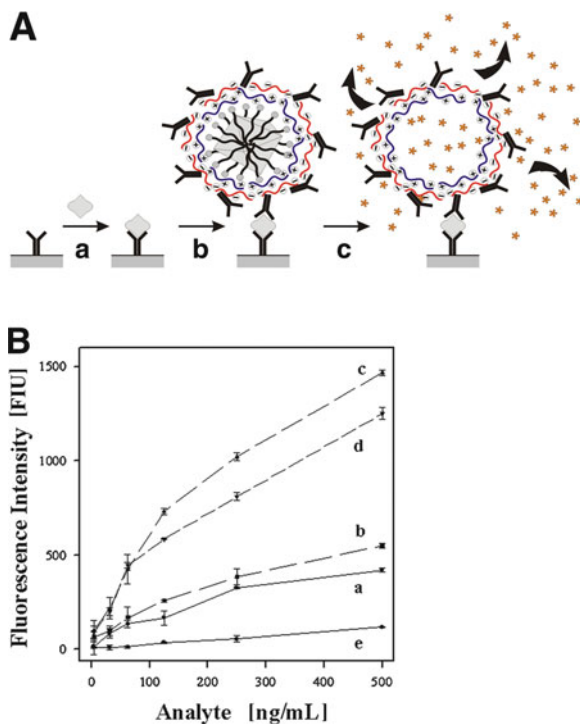 A
a
b
c
B
Fluorescence Intensity [FIU]
1500
1000
500
0
c
d
b
a
e
0
100
200
300
400
500
Analyte [ng/mL]